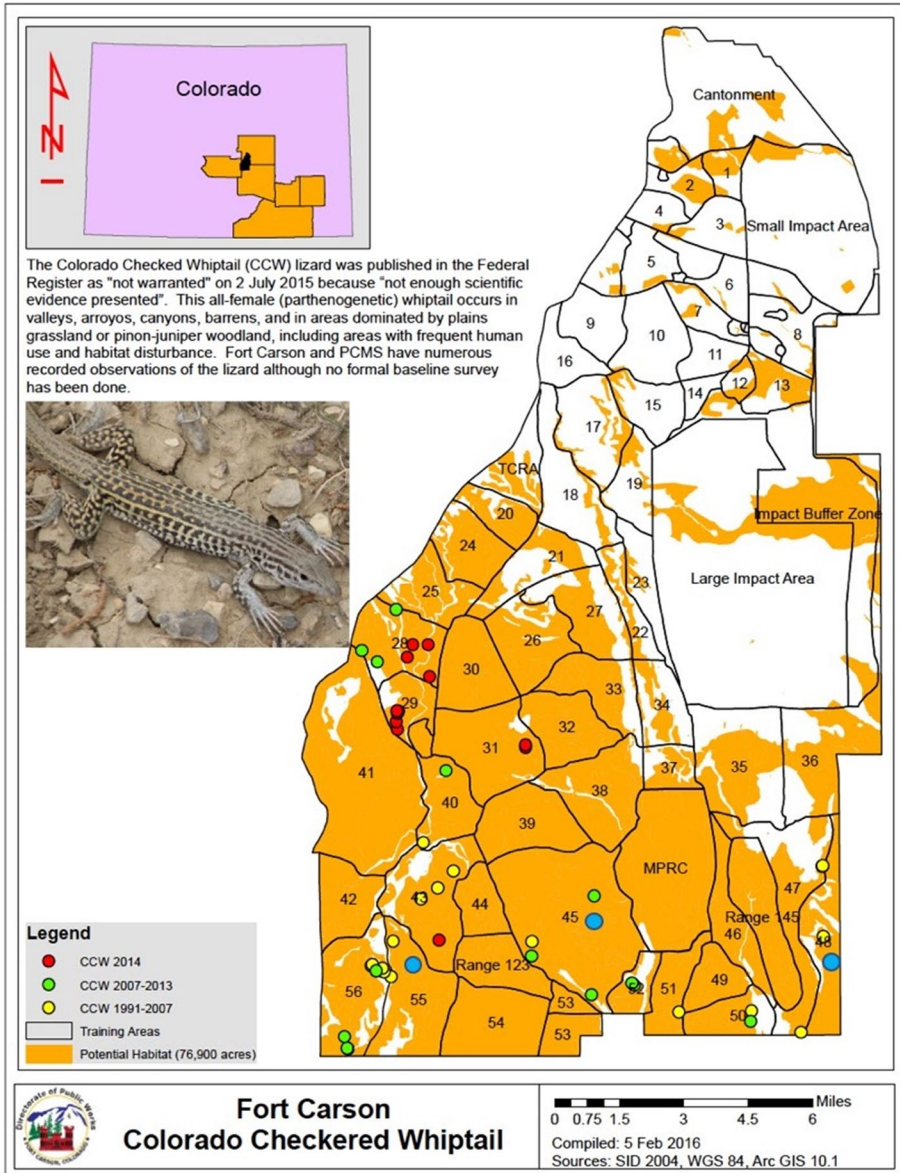 Colorado
N
The Colorado Checked Whiptail (CCW) lizard was published in the Federal
Register as "not warranted" on 2 July 2015 because "not enough scientific
evidence presented". This all-female (parthenogenetic) whiptail occurs in
valleys, arroyos, canyons, barrens, and in areas dominated by plains
grassland or pinon-juniper woodland, including areas with frequent human
use and habitat disturbance. Fort Carson and PCMS have numerous
recorded observations of the lizard although no formal baseline survey
has been done.
Cantonment
1
2
4
3
Small Impact Area
5
6
7
8
9
10
11
16
12
13
14
15
17
TCRA
19
18
20
Impact Buffer Zone
24
21
Large Impact Area
23
25
27
22
28
26
30
33
29
34
32
31
41
37
35
36
38
40
39
MPRC
42
43
44
45
47
Range 145
46
48
Range 123
56
55
49
52
51
53
50
54
53
Legend
CCW 2014
CCW 2007-2013
CCW 1991-2007
Training Areas
Potential Habitat (76,900 acres)
Directorate of Public Works
FORT CARSON, COLORADO
Fort Carson
Colorado Checkered Whiptail
Miles
0 0.75 1.5 3 4.5 6
Compiled: 5 Feb 2016
Sources: SID 2004, WGS 84, Arc GIS 10.1